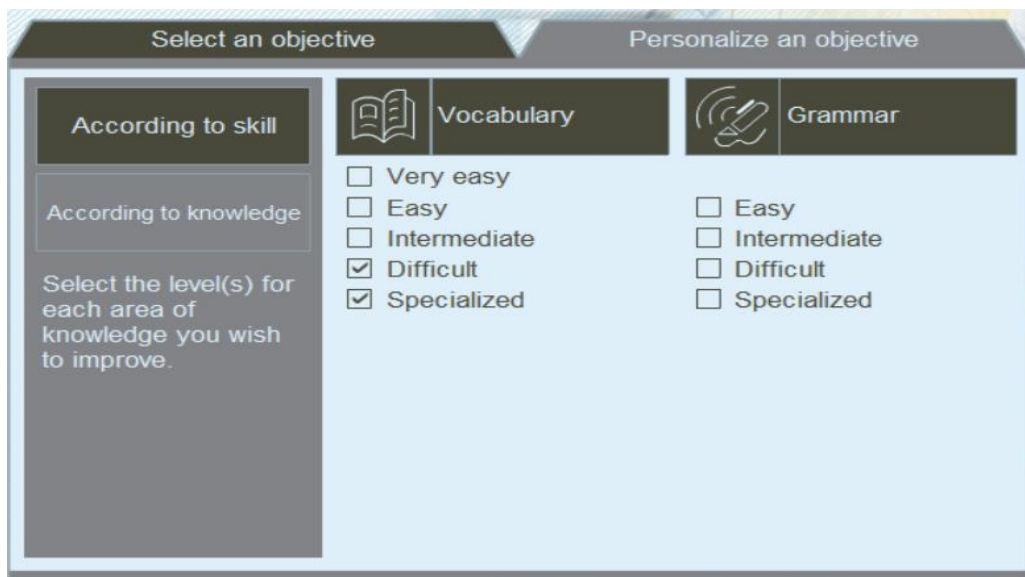 Select an objective
Personalize an objective
According to skill
According to knowledge
Select the level(s) for
each area of
knowledge you wish
to improve.
Vocabulary
Very easy
Easy
Intermediate
Difficult
Specialized
Grammar
Easy
Intermediate
Difficult
Specialized